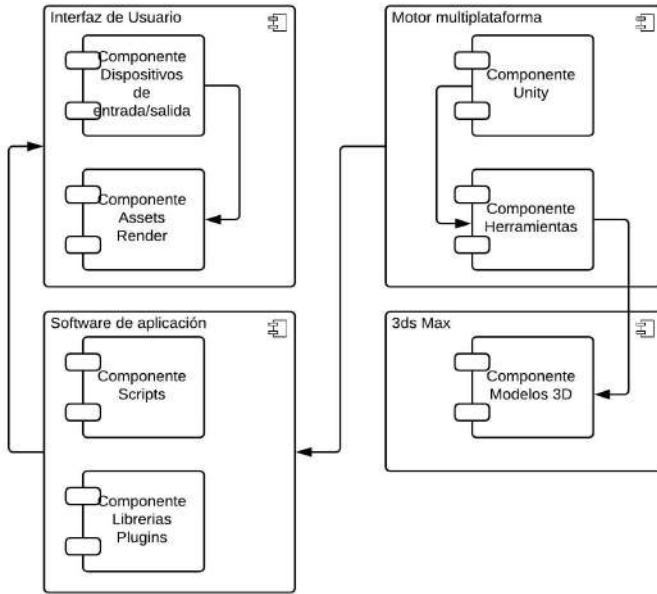 Interfaz de Usuario
Componente
Dispositivos
de
entrada/salida
Componente
Assets
Render
Motor multiplataforma
Componente
Unity
Componente
Herramientas
Software de aplicación
Componente
Scripts
Componente
Librerias
Plugins
3ds Max
Componente
Modelos 3D